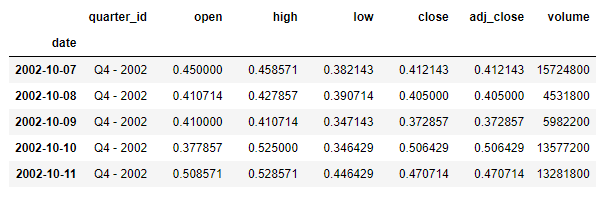 quarter_id open high low close adj_close volume
date
2002-10-07 Q4 - 2002 0.450000 0.458571 0.382143 0.412143 0.412143 15724800
2002-10-08 Q4 - 2002 0.410714 0.427857 0.390714 0.405000 0.405000 4531800
2002-10-09 Q4 - 2002 0.410000 0.410714 0.347143 0.372857 0.372857 5982200
2002-10-10 Q4 - 2002 0.377857 0.525000 0.346429 0.506429 0.506429 13577200
2002-10-11 Q4 - 2002 0.508571 0.528571 0.446429 0.470714 0.470714 13281800